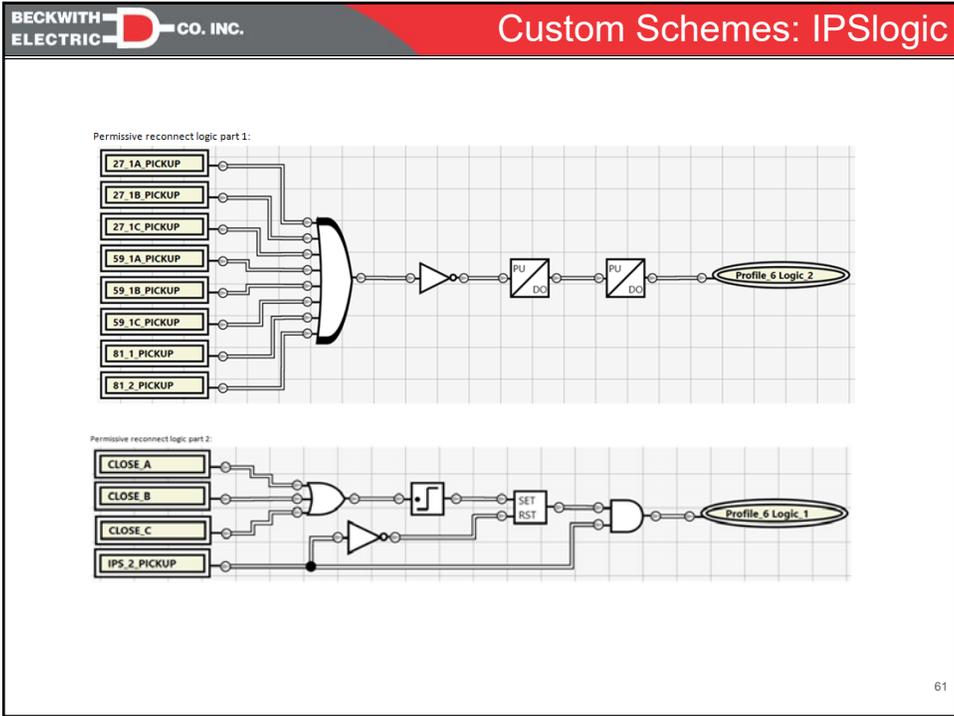 BECKWITH
ELECTRIC CO. INC.
Custom Schemes: IPSlogic
Permissive reconnect logic part 1:
27_1A_PICKUP
27_1B_PICKUP
27_1C_PICKUP
59_1A_PICKUP
59_1B_PICKUP
59_1C_PICKUP
81_1_PICKUP
81_2_PICKUP
PU
DO
PU
DO
Profile_6 Logic_2
Permissive reconnect logic part 2:
CLOSE_A
CLOSE_B
CLOSE_C
IPS_2_PICKUP
SET
RST
Profile_6 Logic_1
61